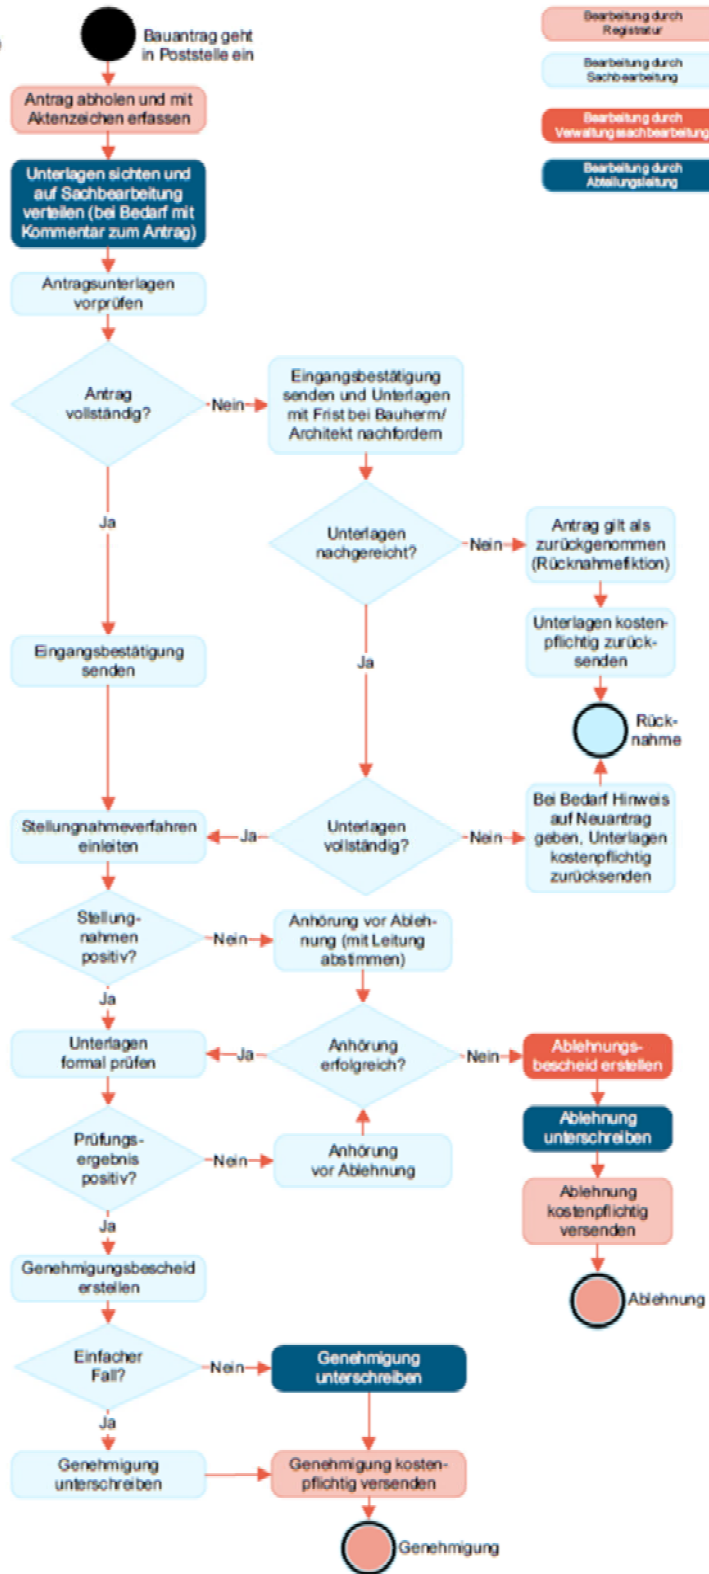 Bauantrag geht
in Poststelle ein
Bearbeitung durch
Registratur
Bearbeitung durch
Sachbearbeitung
Bearbeitung durch
Verwaltungssachbearbeitung
Bearbeitung durch
Abteilungsleitung
Antrag abholen und mit
Aktenzeichen erfassen
Unterlagen sichten und
auf Sachbearbeitung
verteilen (bei Bedarf mit
Kommentar zum Antrag)
Antragsunterlagen
vorprüfen
Antrag
vollständig?
Nein
Eingangsbestätigung
senden und Unterlagen
mit Frist bei Bauherrn/
Architekt nachfordern
Ja
Unterlagen
nachgereicht?
Nein
Antrag gilt als
zurückgenommen
(Rücknahmefiktion)
Unterlagen kosten-
pflichtig zurück-
senden
Eingangsbestätigung
senden
Ja
Rück-
nahme
Stellungnahmeverfahren
einleiten
Ja
Unterlagen
vollständig?
Nein
Bei Bedarf Hinweis
auf Neuantrag
geben, Unterlagen
kostenpflichtig
zurücksenden
Stellung-
nahmen
positiv?
Nein
Anhörung vor Ableh-
nung (mit Leitung
abstimmen)
Ja
Unterlagen
formal prüfen
Ja
Anhörung
erfolgreich?
Nein
Ablehnungs-
bescheid erstellen
Ablehnung
unterschreiben
Prüfungs-
ergebnis
positiv?
Nein
Anhörung
vor Ablehnung
Ablehnung
kostenpflichtig
versenden
Ja
Genehmigungsbescheid
erstellen
Ablehnung
Einfacher
Fall?
Nein
Genehmigung
unterschreiben
Ja
Genehmigung
unterschreiben
Genehmigung kosten-
pflichtig versenden
Genehmigung